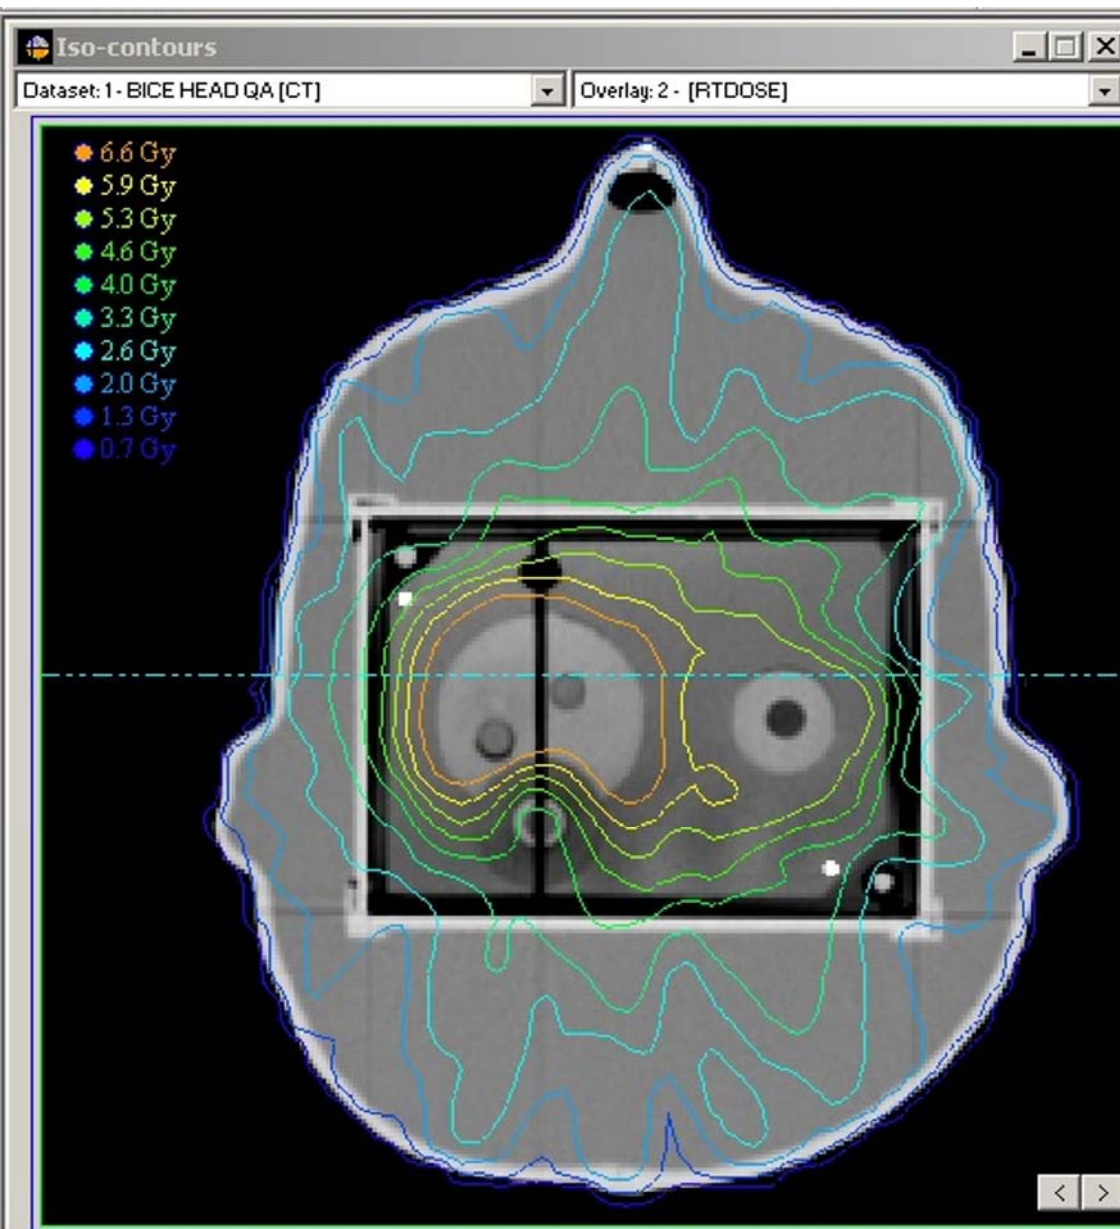 Iso-contours
Dataset: 1 - BICE HEAD QA [CT]
Overlay: 2 - [RTDOSE]
6.6 Gy
5.9 Gy
5.3 Gy
4.6 Gy
4.0 Gy
3.3 Gy
2.6 Gy
2.0 Gy
1.3 Gy
0.7 Gy
< >